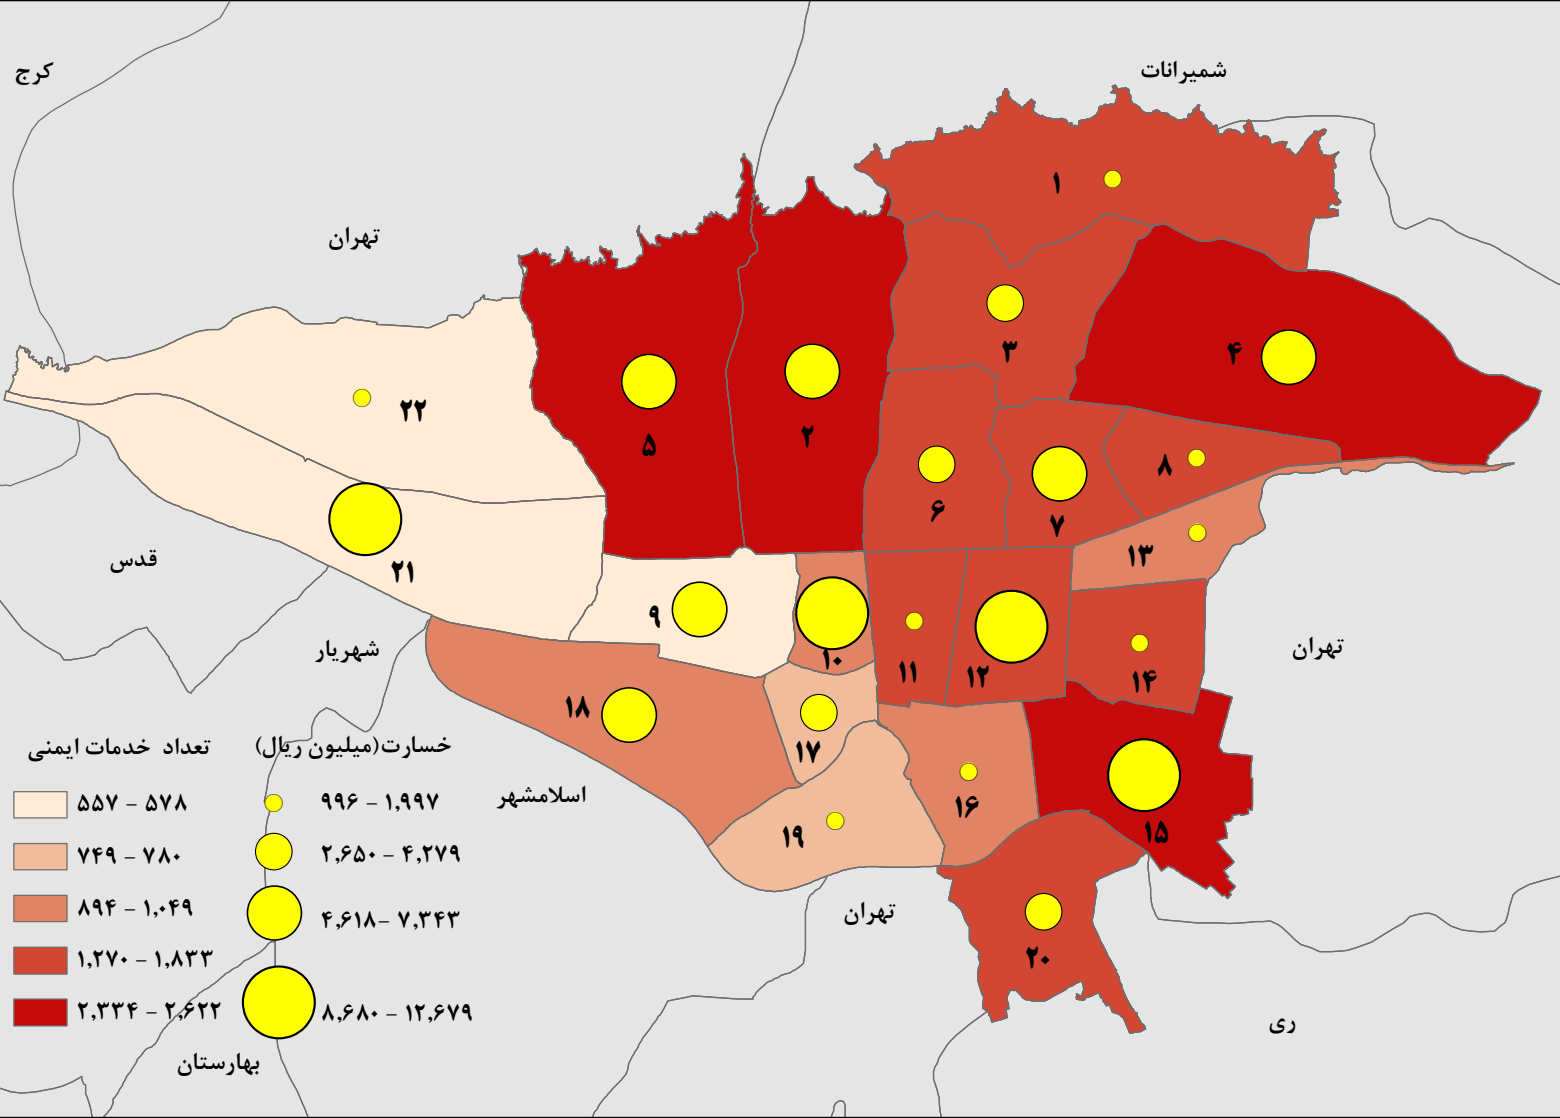 کرج
شمیرانات
۱
تهران
۳
۴
۲۲
۲
۵
۸
۶
۷
۱۳
قدس
۲۱
۹
تهران
شهریار
۱۰
۱۱
۱۲
۱۴
۱۸
۱۷
اسلامشهر
۱۶
۱۵
۱۹
تهران
۲۰
ری
تعداد خدمات ایمنی
۵۵۷ - ۵۷۸
۷۴۹ - ۷۸۰
۸۹۴ - ۱,۰۴۹
۱,۲۷۰ - ۱,۸۳۳
۲,۳۳۴ - ۲,۶۲۲
خسارت(میلیون ریال)
۹۹۶ - ۱,۹۹۷
۲,۶۵۰ - ۴,۲۷۹
۴,۶۱۸- ۷,۳۴۳
۸,۶۸۰ - ۱۲,۶۷۹
بهارستان